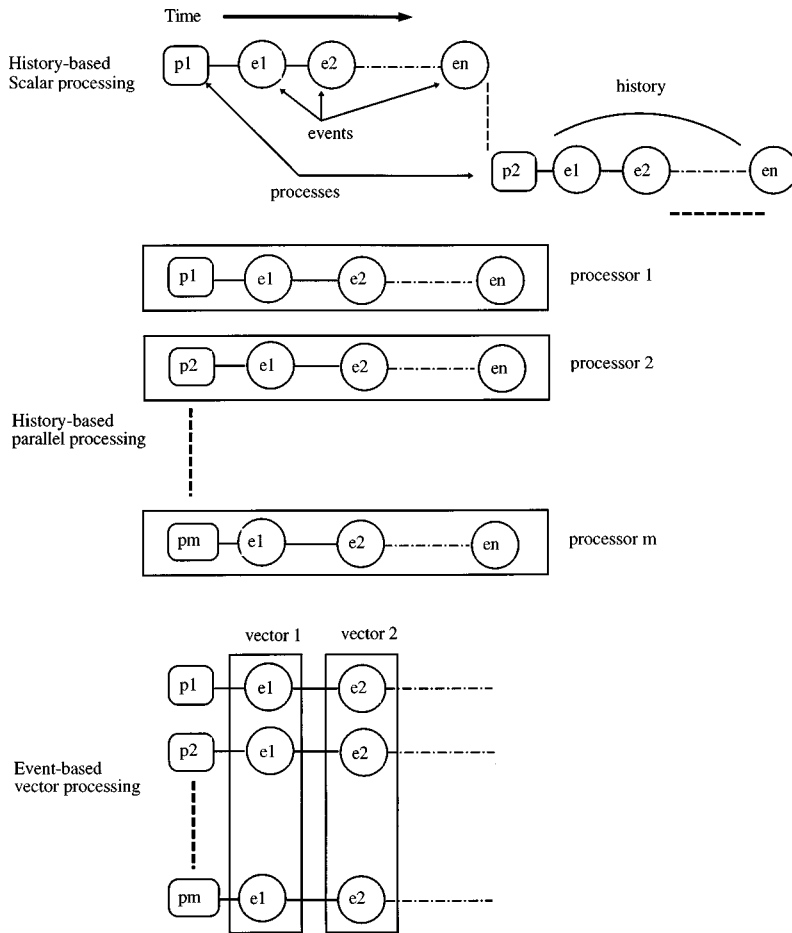 Time
History-based
Scalar processing
p1 e1 e2 en
events
history
processes
p2 e1 e2 en
p1 e1 e2 en
processor 1
p2 e1 e2 en
processor 2
History-based
parallel processing
pm e1 e2 en
processor m
vector 1 vector 2
p1 e1 e2
p2 e1 e2
Event-based
vector processing
pm e1 e2